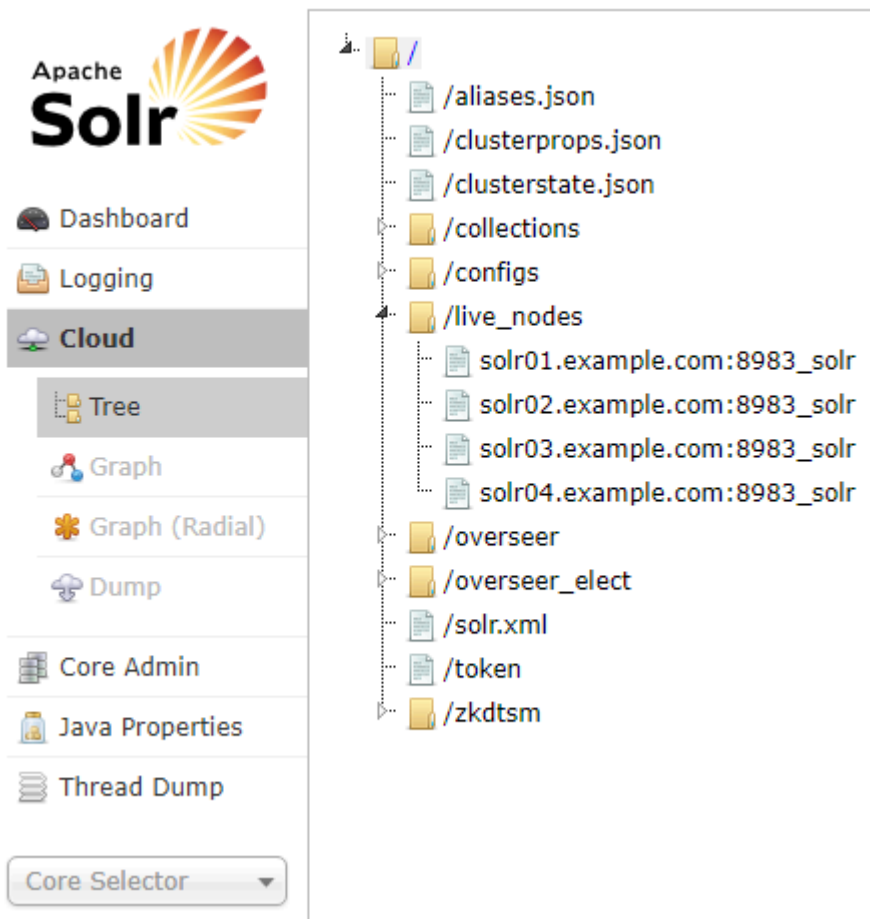 Apache
Solr
Dashboard
Logging
Cloud
Tree
Graph
Graph (Radial)
Dump
Core Admin
Java Properties
Thread Dump
Core Selector
/
/aliases.json
/clusterprops.json
/clusterstate.json
/collections
/configs
/live_nodes
solr01.example.com:8983_solr
solr02.example.com:8983_solr
solr03.example.com:8983_solr
solr04.example.com:8983_solr
/overseer
/overseer_elect
/solr.xml
/token
/zkdtsm